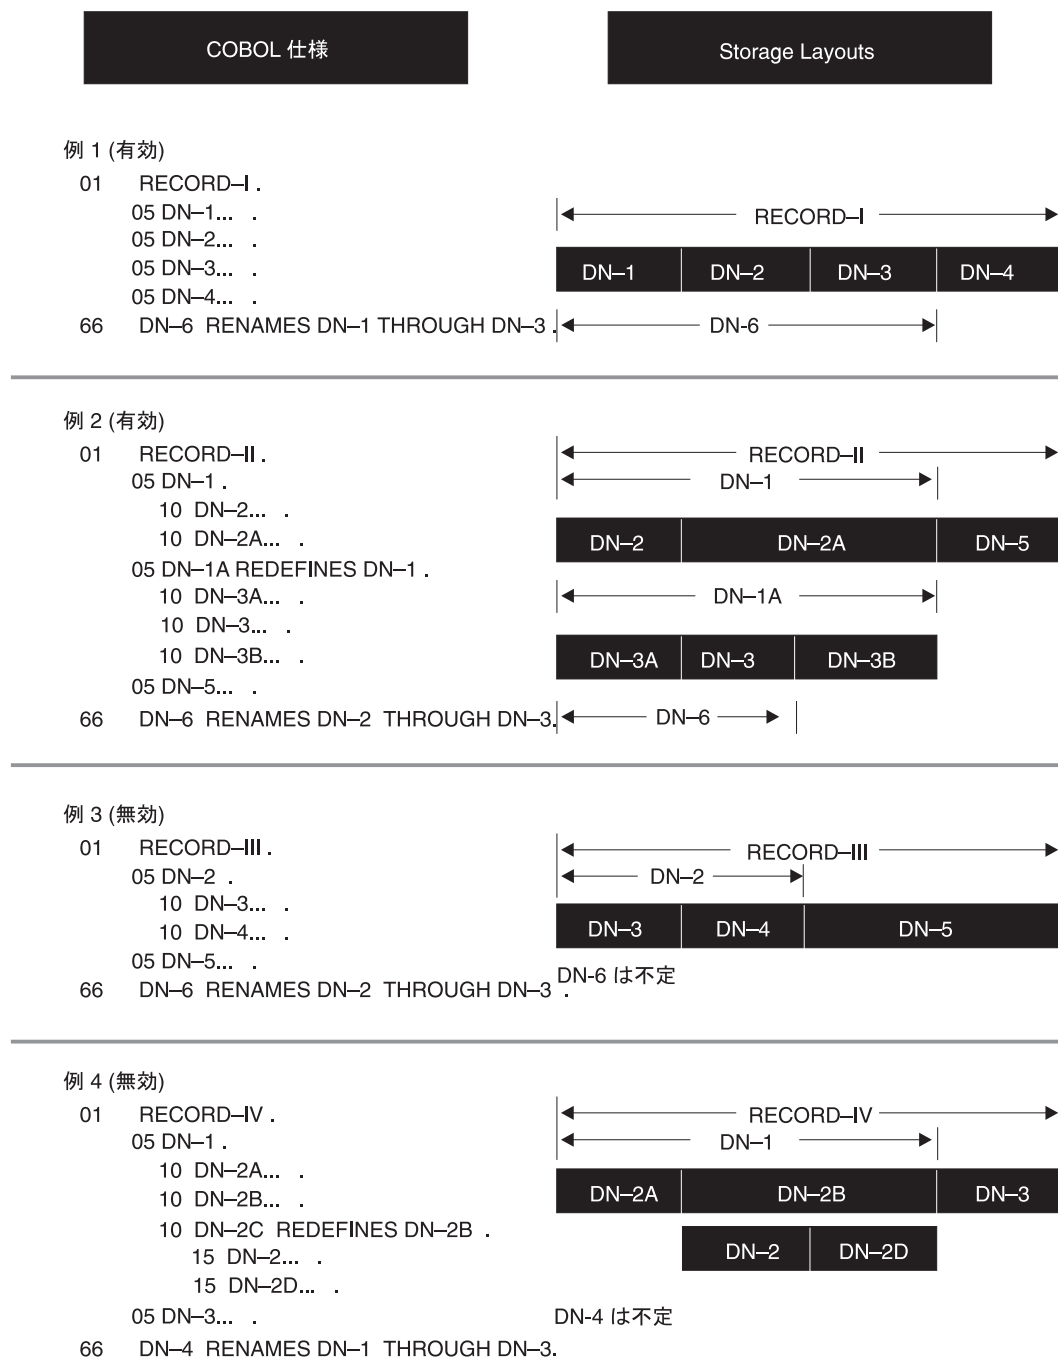 COBOL 仕様
Storage Layouts
例 1 (有効)
01 RECORD–I .
05 DN–1... .
05 DN–2... .
05 DN–3... .
05 DN–4... .
66 DN–6 RENAMES DN–1 THROUGH DN–3 .
RECORD–I
DN–1 DN–2 DN–3 DN–4
DN-6
例 2 (有効)
01 RECORD–II .
05 DN–1 .
10 DN–2... .
10 DN–2A... .
05 DN–1A REDEFINES DN–1 .
10 DN–3A... .
10 DN–3... .
10 DN–3B... .
05 DN–5... .
66 DN–6 RENAMES DN–2 THROUGH DN–3.
RECORD–II
DN–1
DN–2 DN–2A DN–5
DN–1A
DN–3A DN–3 DN–3B
DN–6
例 3 (無効)
01 RECORD–III .
05 DN–2 .
10 DN–3... .
10 DN–4... .
05 DN–5... .
66 DN–6 RENAMES DN–2 THROUGH DN–3 .
RECORD–III
DN–2
DN–3 DN–4 DN–5
DN-6 は不定
例 4 (無効)
01 RECORD–IV .
05 DN–1 .
10 DN–2A... .
10 DN–2B... .
10 DN–2C REDEFINES DN–2B .
15 DN–2... .
15 DN–2D... .
05 DN–3... .
66 DN–4 RENAMES DN–1 THROUGH DN–3.
RECORD–IV
DN–1
DN–2A DN–2B DN–3
DN–2 DN–2D
DN-4 は不定